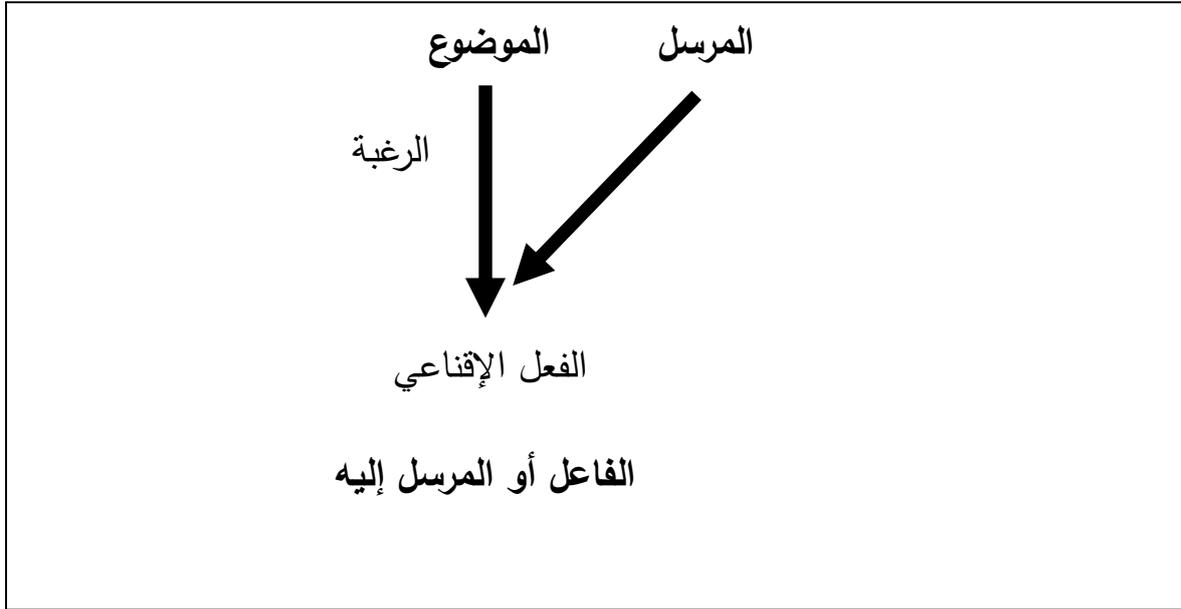 المرسل الموضوع
الرغبة
الفعل الإقناعي
الفاعل أو المرسل إليه